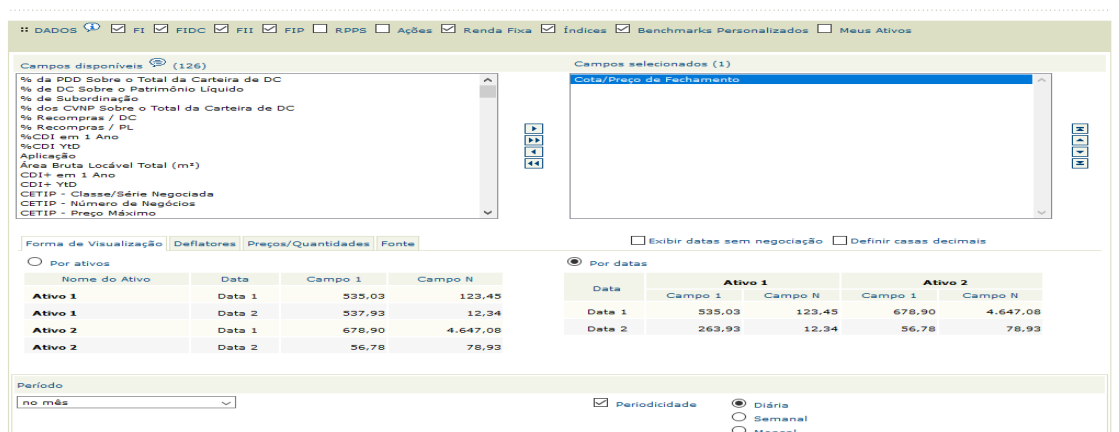 :: DADOS FI FIDC FII FIP RPPS Ações Renda Fixa Índices Benchmarks Personalizados Meus Ativos
Campos disponíveis (126)
% da PDD Sobre o Total da Carteira de DC
% de DC Sobre o Patrimônio Líquido
% de Subordinação
% dos CVNP Sobre o Total da Carteira de DC
% Recompras / DC
% Recompras / PL
%CDI em 1 Ano
%CDI YtD
Aplicação
Área Bruta Locável Total (m²)
CDI+ em 1 Ano
CDI+ YtD
CETIP - Classe/Série Negociada
CETIP - Número de Negócios
CETIP - Preço Máximo
Campos selecionados (1)
Cota/Preço de Fechamento
Forma de Visualização Deflatores Preços/Quantidades Fonte
Exibir datas sem negociação Definir casas decimais
Por ativos
Nome do Ativo Data Campo 1 Campo N
Ativo 1 Data 1 535,03 123,45
Ativo 1 Data 2 537,93 12,34
Ativo 2 Data 1 678,90 4.647,08
Ativo 2 Data 2 56,78 78,93
Por datas
Data Ativo 1 Ativo 2
Campo 1 Campo N Campo 1 Campo N
Data 1 535,03 123,45 678,90 4.647,08
Data 2 263,93 12,34 56,78 78,93
Período
no mês
Periodicidade Diária
Semanal
Mensal